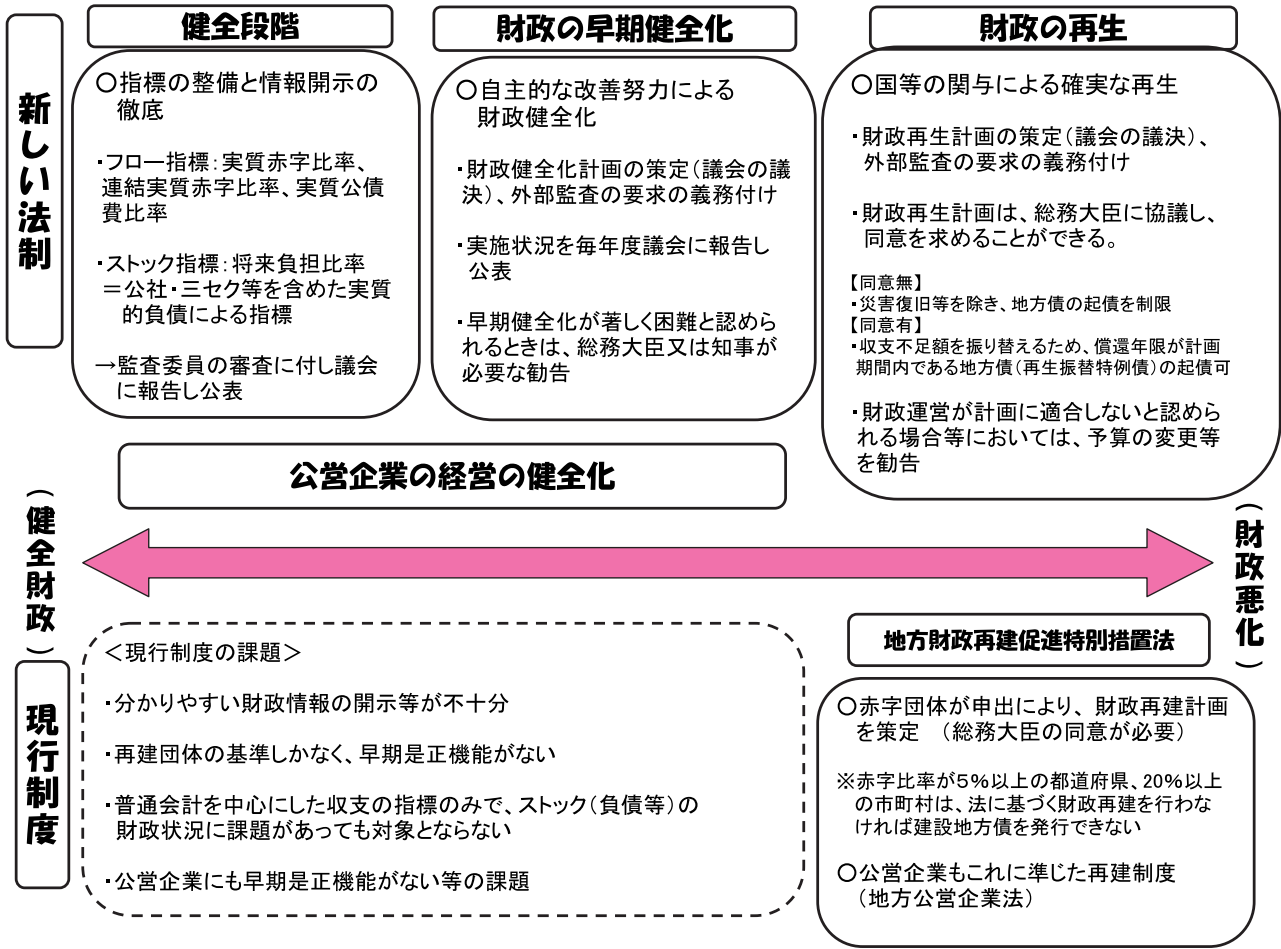 新しい法制
健全段階
〇指標の整備と情報開示の
徹底
・フロー指標：実質赤字比率、
連結実質赤字比率、実質公債
費比率
・ストック指標：将来負担比率
＝公社・三セク等を含めた実質
的負債による指標
→監査委員の審査に付し議会
に報告し公表
財政の早期健全化
〇自主的な改善努力による
財政健全化
・財政健全化計画の策定（議会の議
決）、外部監査の要求の義務付け
・実施状況を毎年度議会に報告し
公表
・早期健全化が著しく困難と認めら
れるときは、総務大臣又は知事が
必要な勧告
財政の再生
〇国等の関与による確実な再生
・財政再生計画の策定（議会の議決）、
外部監査の要求の義務付け
・財政再生計画は、総務大臣に協議し、
同意を求めることができる。
【同意無】
・災害復旧等を除き、地方債の起債を制限
【同意有】
・収支不足額を振り替えるため、償還年限が計画
期間内である地方債（再生振替特例債）の起債可
・財政運営が計画に適合しないと認めら
れる場合等においては、予算の変更等
を勧告
公営企業の経営の健全化
（健全財政）
（財政悪化）
現行制度
＜現行制度の課題＞
・分かりやすい財政情報の開示等が不十分
・再建団体の基準しかなく、早期是正機能がない
・普通会計を中心にした収支の指標のみで、ストック（負債等）の
財政状況に課題があっても対象とならない
・公営企業にも早期是正機能がない等の課題
地方財政再建促進特別措置法
〇赤字団体が申出により、財政再建計画
を策定　（総務大臣の同意が必要）
※赤字比率が５％以上の都道府県、２０％以上
の市町村は、法に基づく財政再建を行わな
ければ建設地方債を発行できない
〇公営企業もこれに準じた再建制度
（地方公営企業法）